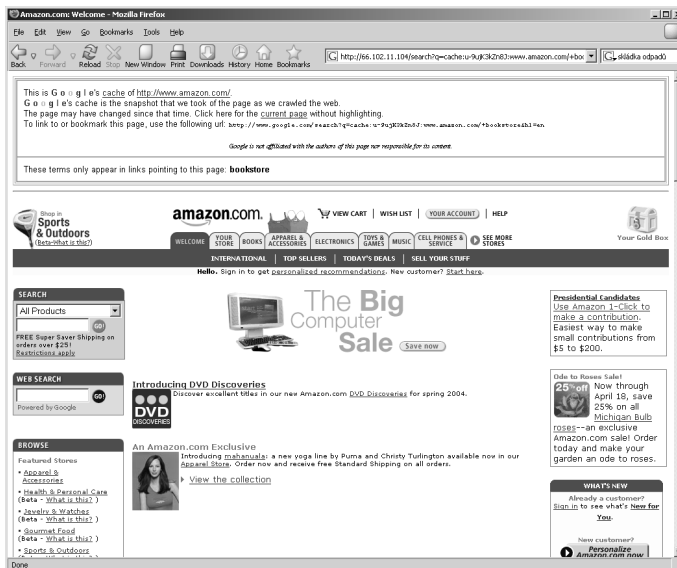 Amazon.com: Welcome - Mozilla Firefox
File Edit View Go Bookmarks Tools Help
Back Forward Reload Stop New Window Print Downloads History Home Bookmarks
http://66.102.11.104/search?q=cache:u-9ujK3kZn8J:www.amazon.com/+boo
skládka odpadů
This is G o o g l e's cache of http://www.amazon.com/.
G o o g l e's cache is the snapshot that we took of the page as we crawled the web.
The page may have changed since that time. Click here for the current page without highlighting.
To link to or bookmark this page, use the following url: http://www.google.com/search?q=cache:u-9ujK3kZn8J:www.amazon.com/+bookstore&hl=en
Google is not affiliated with the authors of this page nor responsible for its content.
These terms only appear in links pointing to this page: bookstore
Shop in
Sports
& Outdoors
(Beta-What is this?)
amazon.com.
VIEW CART | WISH LIST | YOUR ACCOUNT | HELP
WELCOME
YOUR STORE
BOOKS
APPAREL & ACCESSORIES
ELECTRONICS
TOYS & GAMES
MUSIC
CELL PHONES & SERVICE
SEE MORE STORES
Your Gold Box
INTERNATIONAL | TOP SELLERS | TODAY'S DEALS | SELL YOUR STUFF
Hello. Sign in to get personalized recommendations. New customer? Start here.
SEARCH
All Products
GO!
FREE Super Saver Shipping on
orders over $25!
Restrictions apply
WEB SEARCH
GO!
Powered by Google
BROWSE
Featured Stores
• Apparel &
Accessories
• Health & Personal Care
(Beta - What is this? )
• Jewelry & Watches
(Beta - What is this? )
• Gourmet Food
(Beta - What is this? )
• Sports & Outdoors
(Beta - What is this? )
The Big
Computer
Sale
Save now
Introducing DVD Discoveries
DVD
DISCOVERIES
Discover excellent titles in our new Amazon.com DVD Discoveries for spring 2004.
An Amazon.com Exclusive
Introducing mahanuala: a new yoga line by Puma and Christy Turlington available now in our
Apparel Store. Order now and receive free Standard Shipping on all orders.
View the collection
Presidential Candidates
Use Amazon 1-Click to
make a contribution.
Easiest way to make
small contributions from
$5 to $200.
Ode to Roses Sale!
25% off
Now through
April 18, save
25% on all
Michigan Bulb
roses--an exclusive
Amazon.com sale! Order
today and make your
garden an ode to roses.
WHAT'S NEW
Already a customer?
Sign in to see what's New for
You.
New customer?
Personalize
Amazon.com now
Done